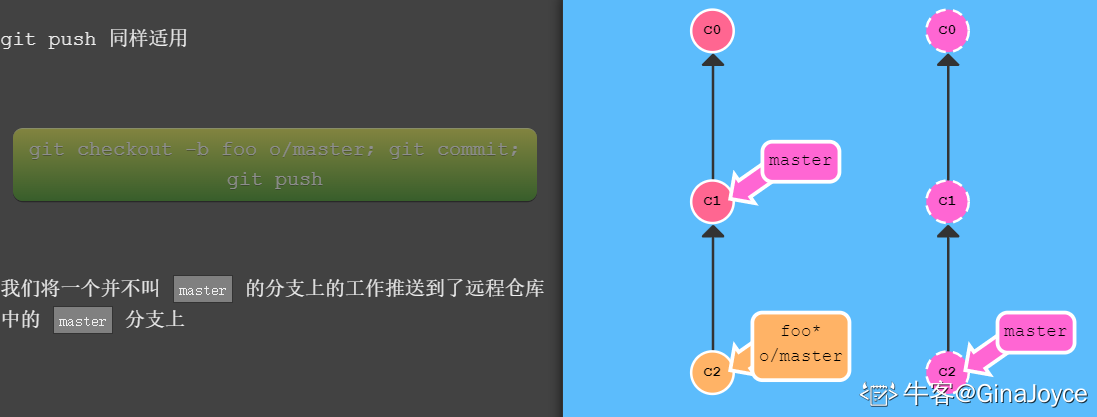 git push 同样适用
git checkout -b foo o/master; git commit;
git push
我们将一个并不叫 master 的分支上的工作推送到了远程仓库
中的 master 分支上
c0
c0
master
c1
c1
foo*
o/master
master
c2
c2
牛客@GinaJoyce